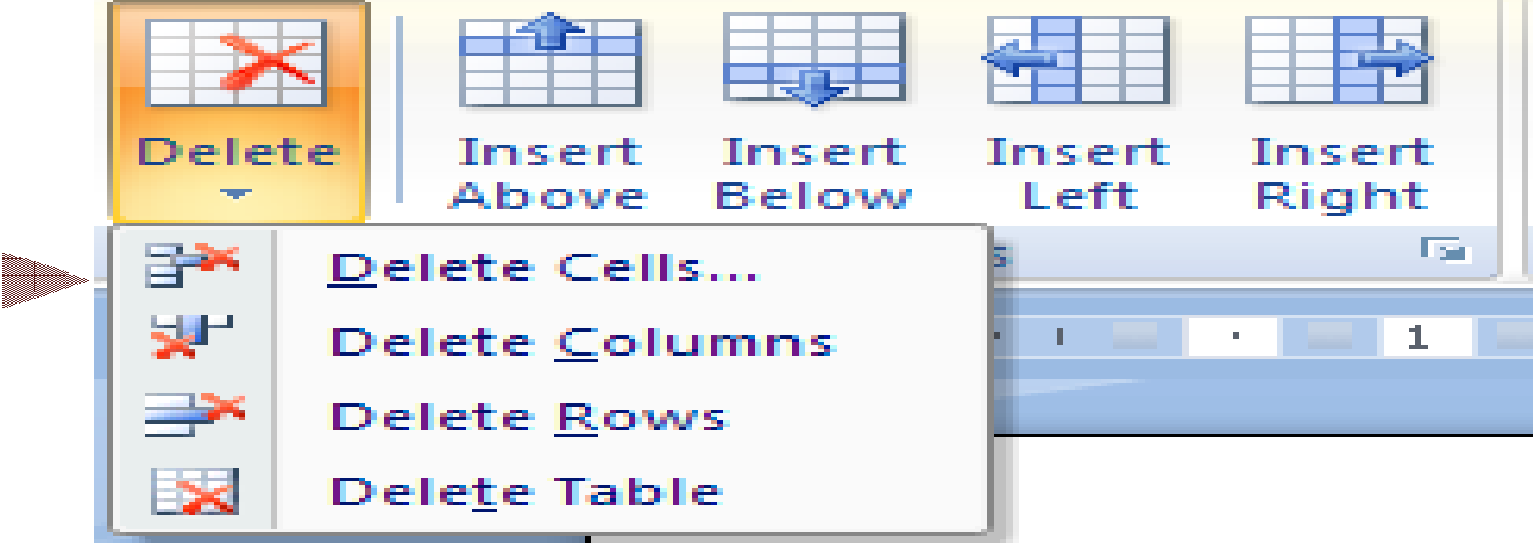 Delete
Insert Above
Insert Below
Insert Left
Insert Right
Delete Cells...
Delete Columns
Delete Rows
Delete Table
s
1